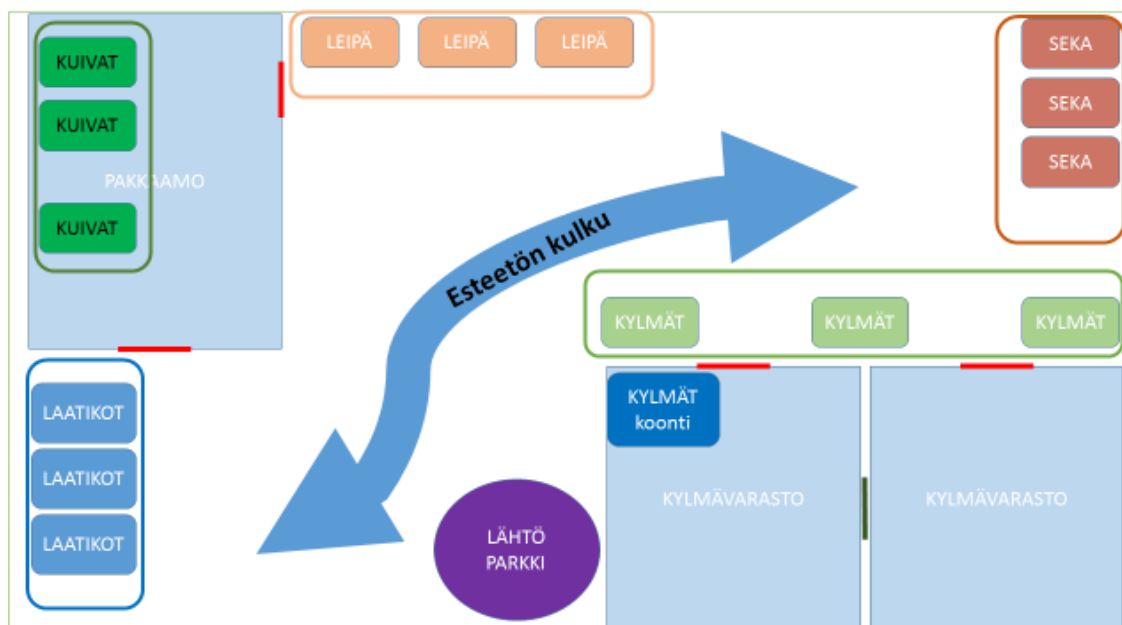 LEIPÄ
LEIPÄ
LEIPÄ
SEKA
SEKA
SEKA
KUIVAT
KUIVAT
PAKKAAMO
KUIVAT
Esteetön kulku
KYLMÄT
KYLMÄT
KYLMÄT
LAATIKOT
LAATIKOT
LAATIKOT
KYLMÄT
koonti
KYLMÄVARASTO
KYLMÄVARASTO
LÄHTÖ
PARKKI